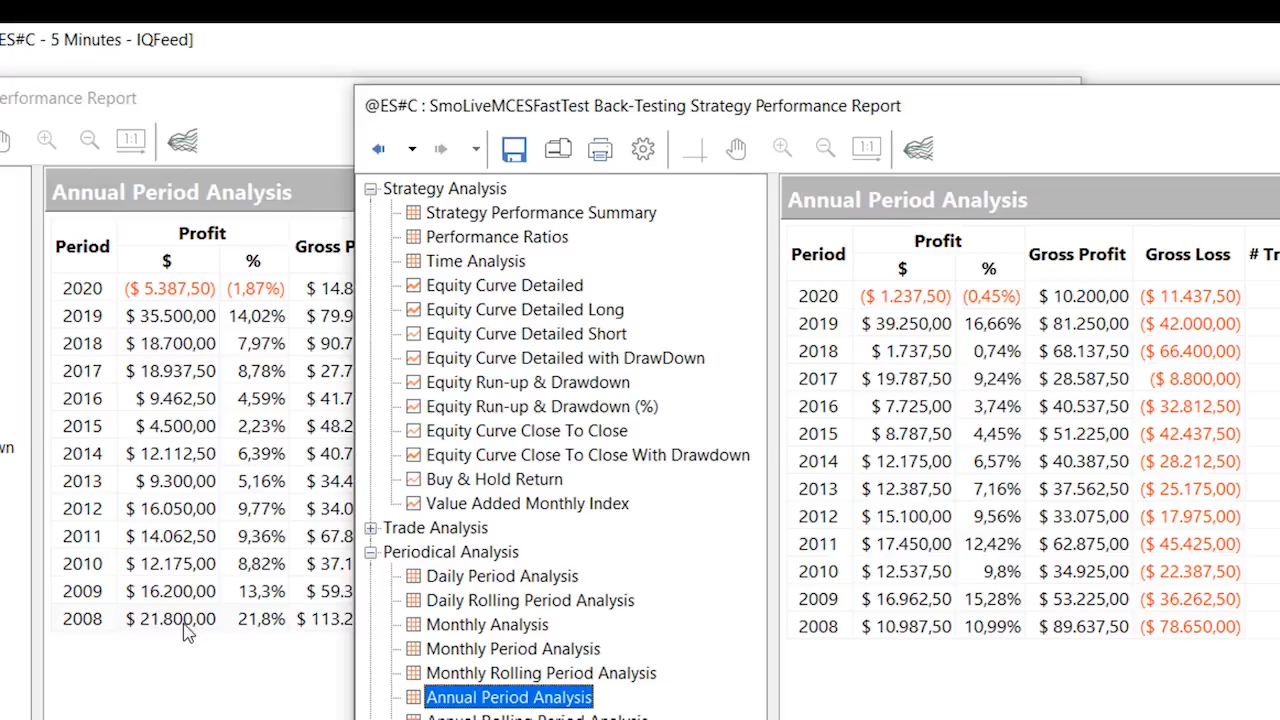 ES#C - 5 Minutes - IQFeed]
erformance Report
1:1
Annual Period Analysis
Period Profit Gross P
$ %
2020 ($ 5.387,50) (1,87%) $ 14.8
2019 $ 35.500,00 14,02% $ 79.9
2018 $ 18.700,00 7,97% $ 90.7
2017 $ 18.937,50 8,78% $ 27.7
2016 $ 9.462,50 4,59% $ 41.7
2015 $ 4.500,00 2,23% $ 48.2
2014 $ 12.112,50 6,39% $ 40.7
2013 $ 9.300,00 5,16% $ 34.4
2012 $ 16.050,00 9,77% $ 34.0
2011 $ 14.062,50 9,36% $ 67.8
2010 $ 12.175,00 8,82% $ 37.1
2009 $ 16.200,00 13,3% $ 59.3
2008 $ 21.800,00 21,8% $ 113.2
wn
@ES#C : SmoLiveMCESFastTest Back-Testing Strategy Performance Report
1:1
Strategy Analysis
Strategy Performance Summary
Performance Ratios
Time Analysis
Equity Curve Detailed
Equity Curve Detailed Long
Equity Curve Detailed Short
Equity Curve Detailed with DrawDown
Equity Run-up & Drawdown
Equity Run-up & Drawdown (%)
Equity Curve Close To Close
Equity Curve Close To Close With Drawdown
Buy & Hold Return
Value Added Monthly Index
Trade Analysis
Periodical Analysis
Daily Period Analysis
Daily Rolling Period Analysis
Monthly Analysis
Monthly Period Analysis
Monthly Rolling Period Analysis
Annual Period Analysis
Annual Rolling Period Analysis
Annual Period Analysis
Period Profit Gross Profit Gross Loss # Tr
$ %
2020 ($ 1.237,50) (0,45%) $ 10.200,00 ($ 11.437,50)
2019 $ 39.250,00 16,66% $ 81.250,00 ($ 42.000,00)
2018 $ 1.737,50 0,74% $ 68.137,50 ($ 66.400,00)
2017 $ 19.787,50 9,24% $ 28.587,50 ($ 8.800,00)
2016 $ 7.725,00 3,74% $ 40.537,50 ($ 32.812,50)
2015 $ 8.787,50 4,45% $ 51.225,00 ($ 42.437,50)
2014 $ 12.175,00 6,57% $ 40.387,50 ($ 28.212,50)
2013 $ 12.387,50 7,16% $ 37.562,50 ($ 25.175,00)
2012 $ 15.100,00 9,56% $ 33.075,00 ($ 17.975,00)
2011 $ 17.450,00 12,42% $ 62.875,00 ($ 45.425,00)
2010 $ 12.537,50 9,8% $ 34.925,00 ($ 22.387,50)
2009 $ 16.962,50 15,28% $ 53.225,00 ($ 36.262,50)
2008 $ 10.987,50 10,99% $ 89.637,50 ($ 78.650,00)